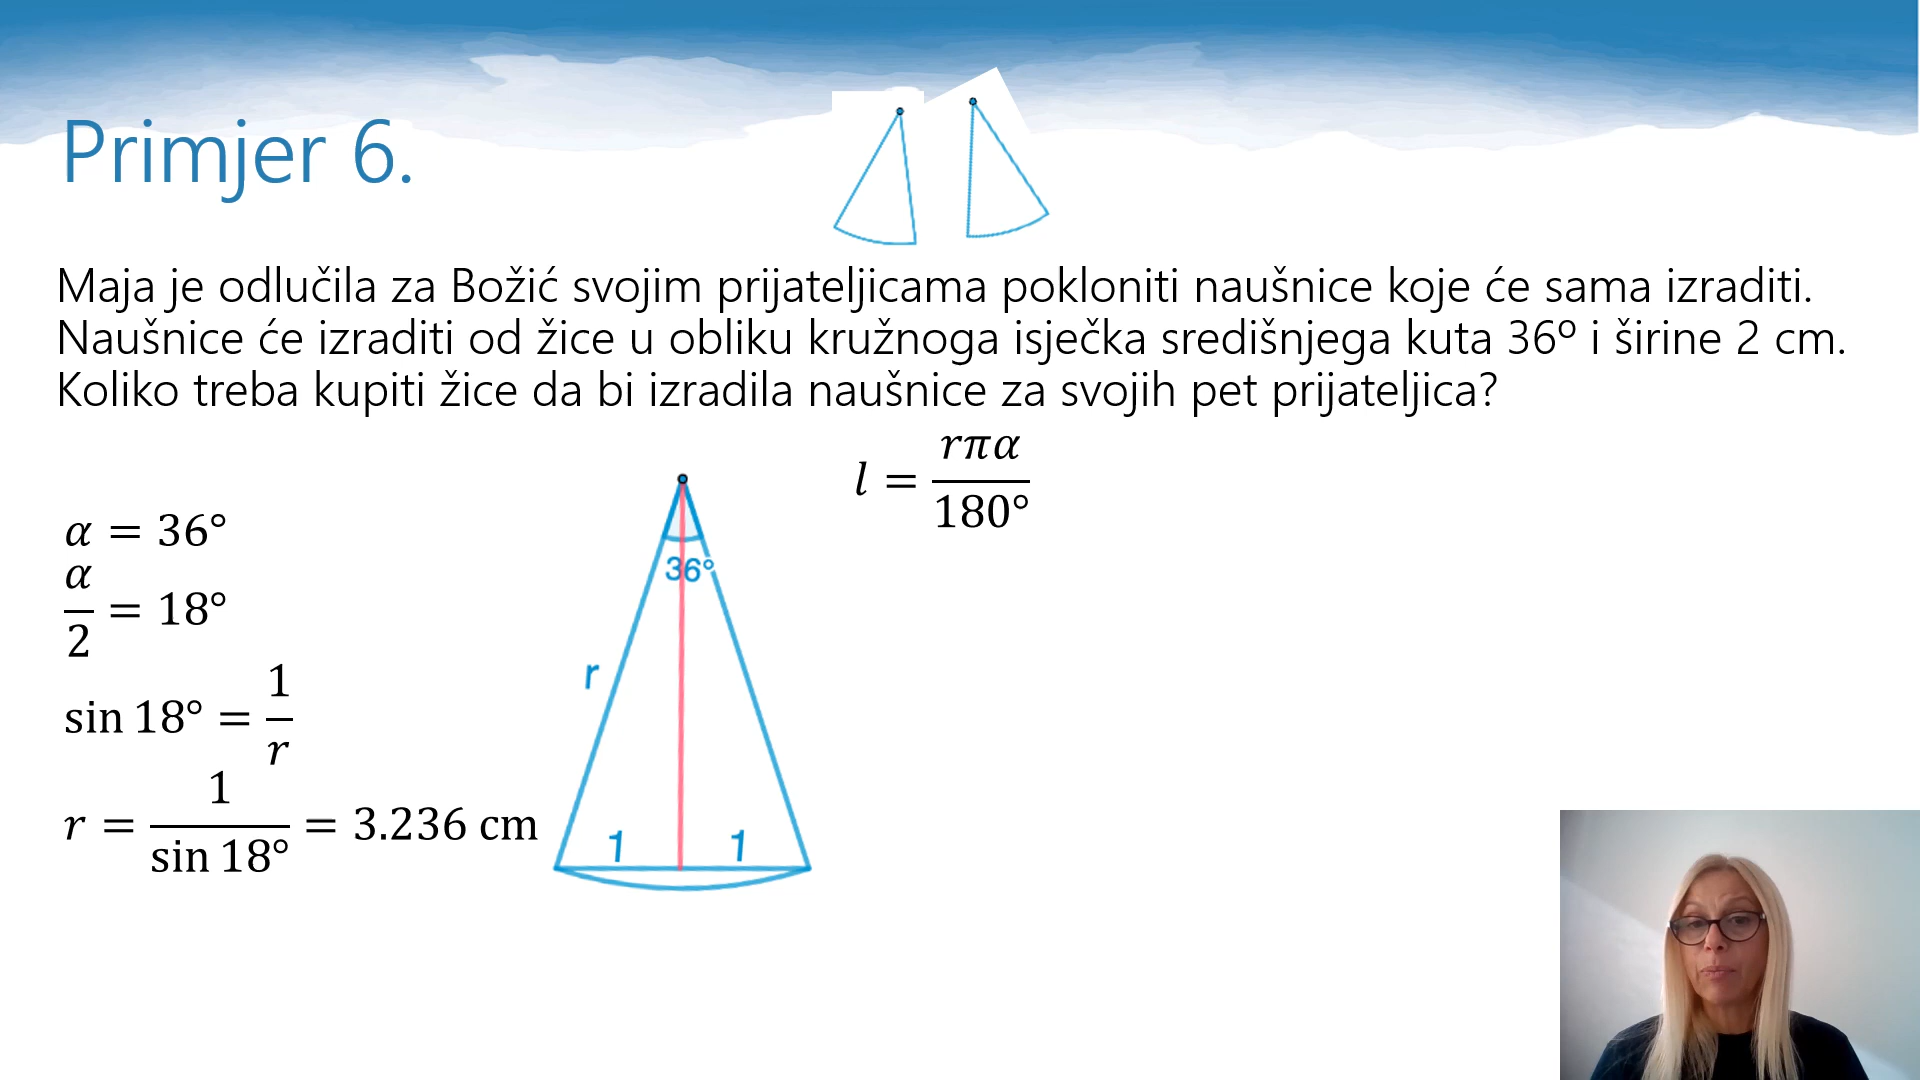 Primjer 6.
Maja je odlučila za Božić svojim prijateljicama pokloniti naušnice koje će sama izraditi.
Naušnice će izraditi od žice u obliku kružnoga isječka središnjega kuta 36º i širine 2 cm.
Koliko treba kupiti žice da bi izradila naušnice za svojih pet prijateljica?
α = 36°
α/2 = 18°
sin 18° = 1/r
r = 1/sin 18° = 3.236 cm
36°
r
1 1
l = rπα/180°